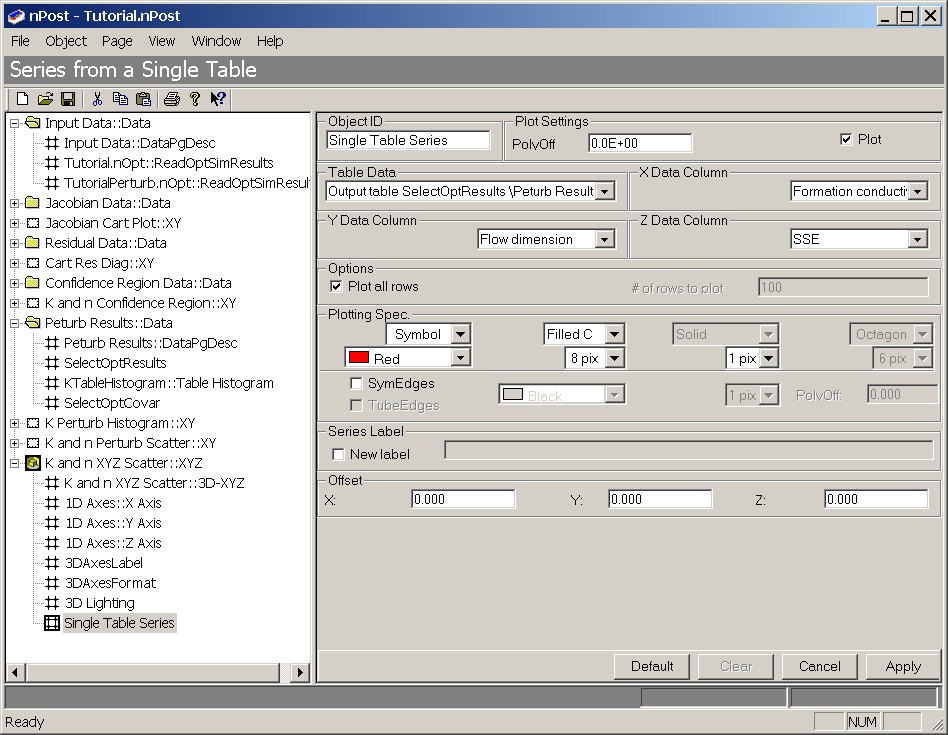 nPost - Tutorial.nPost
File Object Page View Window Help
Series from a Single Table
Input Data::Data
Input Data::DataPgDesc
Tutorial.nOpt::ReadOptSimResults
TutorialPerturb.nOpt::ReadOptSimResul
Jacobian Data::Data
Jacobian Cart Plot::XY
Residual Data::Data
Cart Res Diag::XY
Confidence Region Data::Data
K and n Confidence Region::XY
Peturb Results::Data
Peturb Results::DataPgDesc
SelectOptResults
KTableHistogram::Table Histogram
SelectOptCovar
K Perturb Histogram::XY
K and n Perturb Scatter::XY
K and n XYZ Scatter::XYZ
K and n XYZ Scatter::3D-XYZ
1D Axes::X Axis
1D Axes::Y Axis
1D Axes::Z Axis
3DAxesLabel
3DAxesFormat
3D Lighting
Single Table Series
Object ID
Single Table Series
Plot Settings
PolyOff 0.0E+00 Plot
Table Data
Output table SelectOptResults \Peturb Result
X Data Column
Formation conductiv
Y Data Column
Flow dimension
Z Data Column
SSE
Options
Plot all rows # of rows to plot 100
Plotting Spec.
Symbol Filled C Solid Octagon
Red 8 pix 1 pix 6 pix
SymEdges Black 1 pix PolyOff: 0.000
TubeEdges
Series Label
New label
Offset
X: 0.000 Y: 0.000 Z: 0.000
Default Clear Cancel Apply
Ready NUM